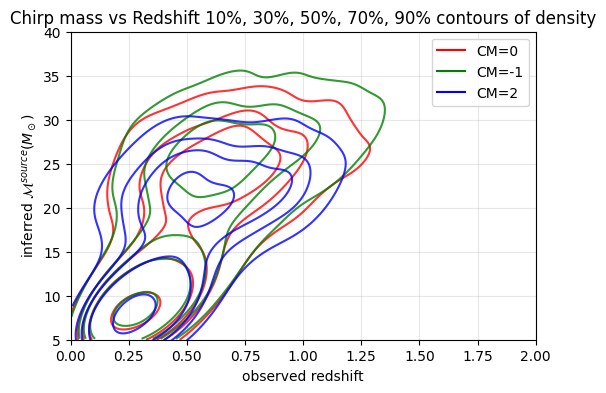 Chirp mass vs Redshift 10%, 30%, 50%, 70%, 90% contours of density
40
35
30
25
20
15
10
5
inferred ℳ^source(M_⊙)
CM=0
CM=-1
CM=2
0.00 0.25 0.50 0.75 1.00 1.25 1.50 1.75 2.00
observed redshift